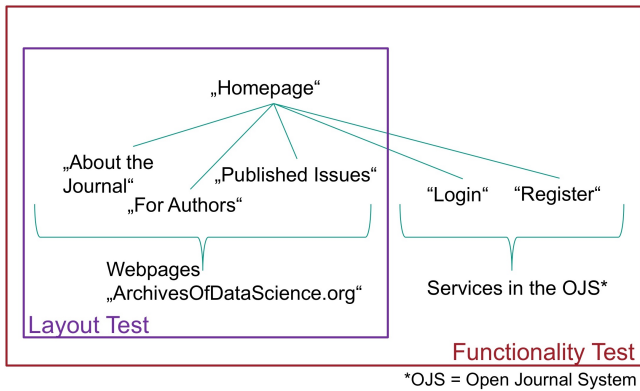 „Homepage“
„About the
Journal“
„Published Issues“
„For Authors“
“Login“
“Register“
Webpages
„ArchivesOfDataScience.org“
Services in the OJS*
Layout Test
Functionality Test
*OJS = Open Journal System